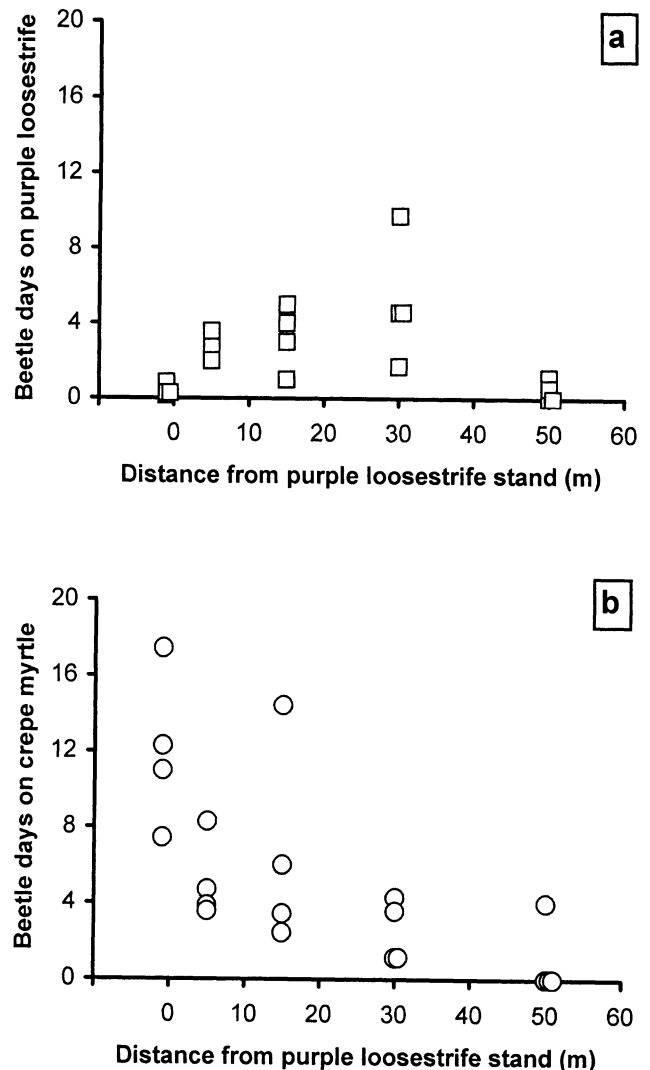 a
Beetle days on purple loosestrife
20
16
12
8
4
0
0 10 20 30 40 50 60
Distance from purple loosestrife stand (m)
b
Beetle days on crepe myrtle
20
16
12
8
4
0
0 10 20 30 40 50 60
Distance from purple loosestrife stand (m)